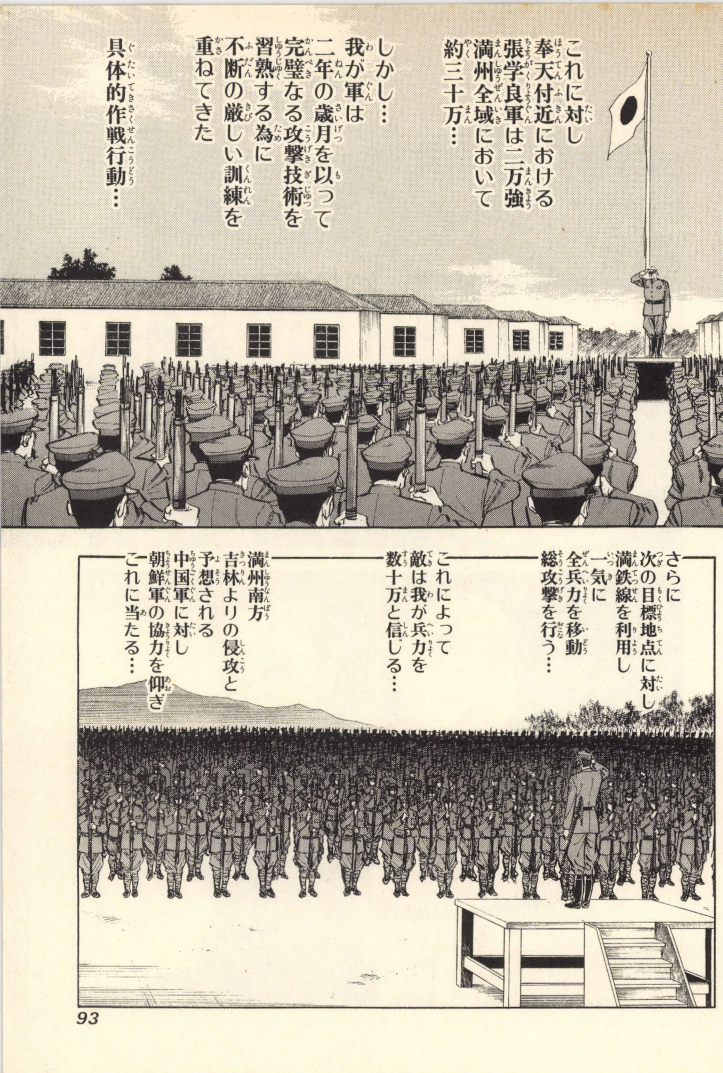 これに対し
奉天付近における
張学良軍は二万強
満州全域において
約三十万…
しかし…
我が軍は
二年の歳月を以って
完璧なる攻撃技術を
習熟する為に
不断の厳しい訓練を
重ねてきた
具体的作戦行動…
さらに
次の目標地点に対し
満鉄線を利用し
一気に
全兵力を移動
総攻撃を行う…
これによって
敵は我が兵力を
数十万と信じる…
満州南方
吉林よりの侵攻と
予想される
中国軍に対し
朝鮮軍の協力を仰ぎ
これに当たる…
93